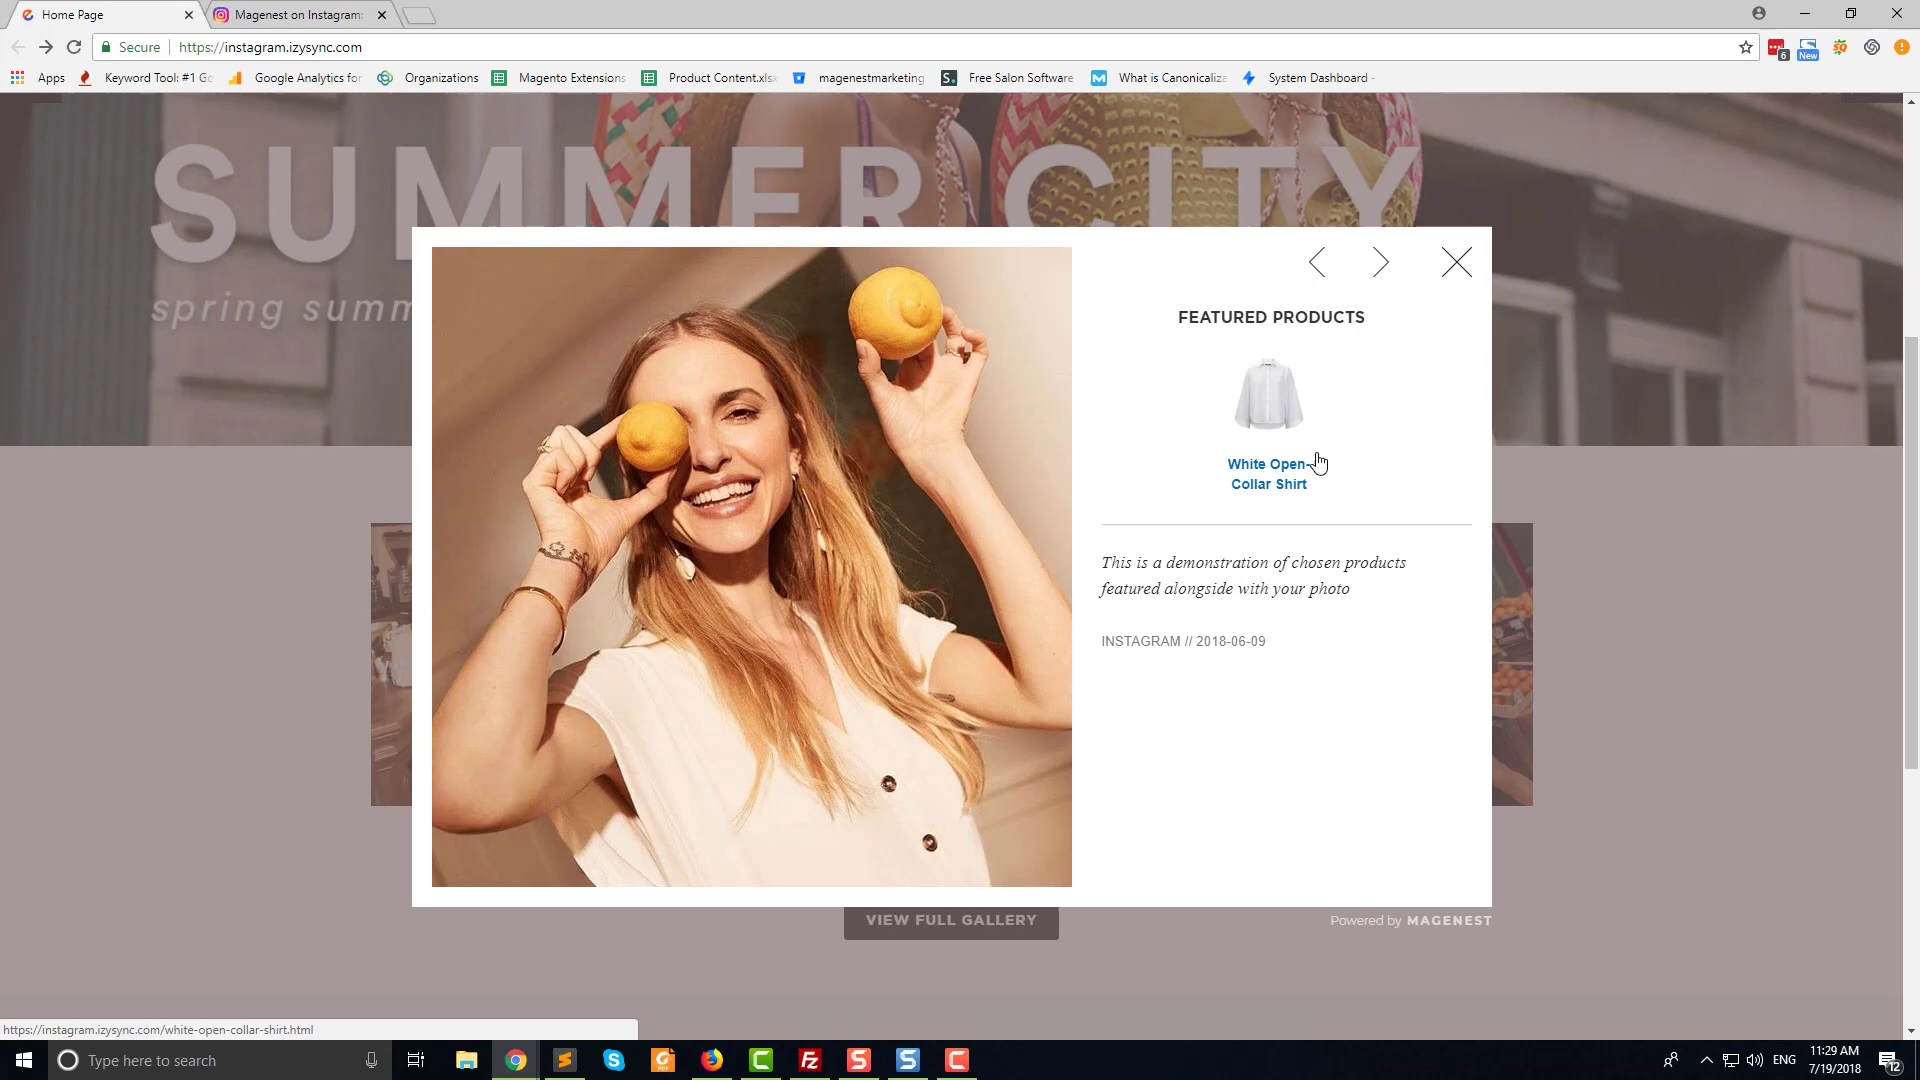 Home Page
Magenest on Instagram:
Secure
https://instagram.izysync.com
6
New
Apps
Keyword Tool: #1 Go
Google Analytics for
Organizations
Magento Extensions
Product Content.xlsx
magenestmarketing
S.
Free Salon Software
What is Canonicaliza
System Dashboard -
SUMMER CITY
spring summ
FEATURED PRODUCTS
White Open-
Collar Shirt
This is a demonstration of chosen products
featured alongside with your photo
INSTAGRAM // 2018-06-09
VIEW FULL GALLERY
Powered by MAGENEST
https://instagram.izysync.com/white-open-collar-shirt.html
Type here to search
ENG
11:29 AM
7/19/2018
12